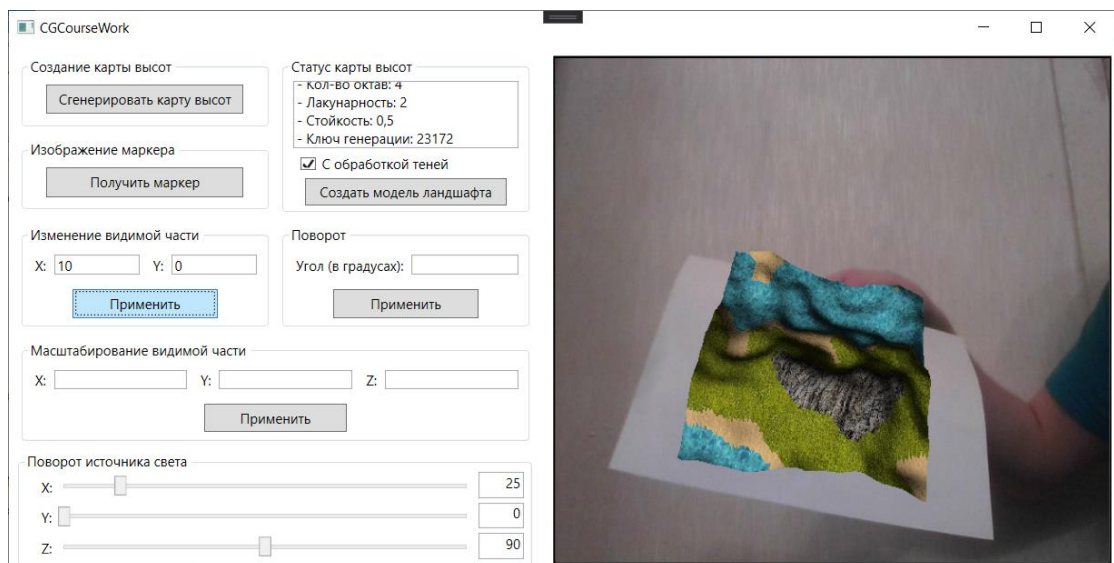 CGCourseWork
Создание карты высот
Сгенерировать карту высот
Статус карты высот
- Кол-во октав: 4
- Лакунарность: 2
- Стойкость: 0,5
- Ключ генерации: 23172
С обработкой теней
Создать модель ландшафта
Изображение маркера
Получить маркер
Изменение видимой части
X: 10 Y: 0
Применить
Поворот
Угол (в градусах):
Применить
Масштабирование видимой части
X: Y: Z:
Применить
Поворот источника света
X: 25
Y: 0
Z: 90